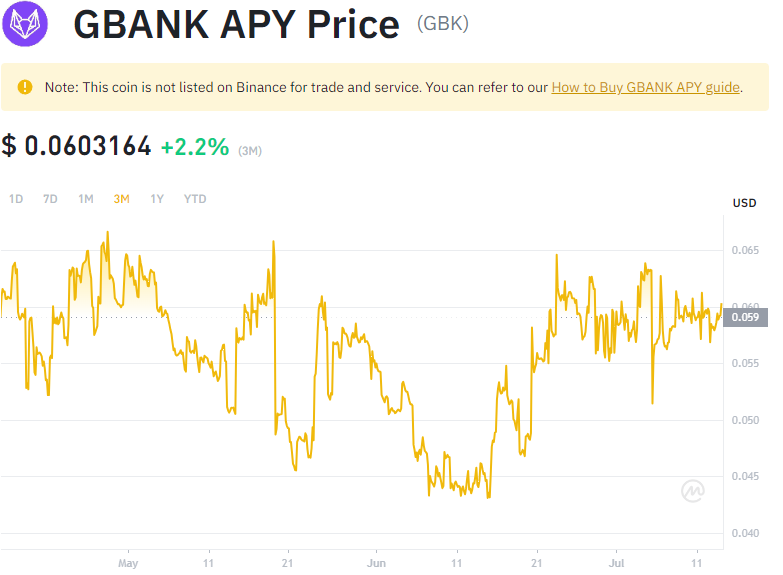 GBANK APY Price (GBK)
Note: This coin is not listed on Binance for trade and service. You can refer to our How to Buy GBANK APY guide.
$ 0.0603164 +2.2% (3M)
1D 7D 1M 3M 1Y YTD
USD
0.065
0.060
0.059
0.055
0.050
0.045
0.040
May 11 21 Jun 11 21 Jul 11